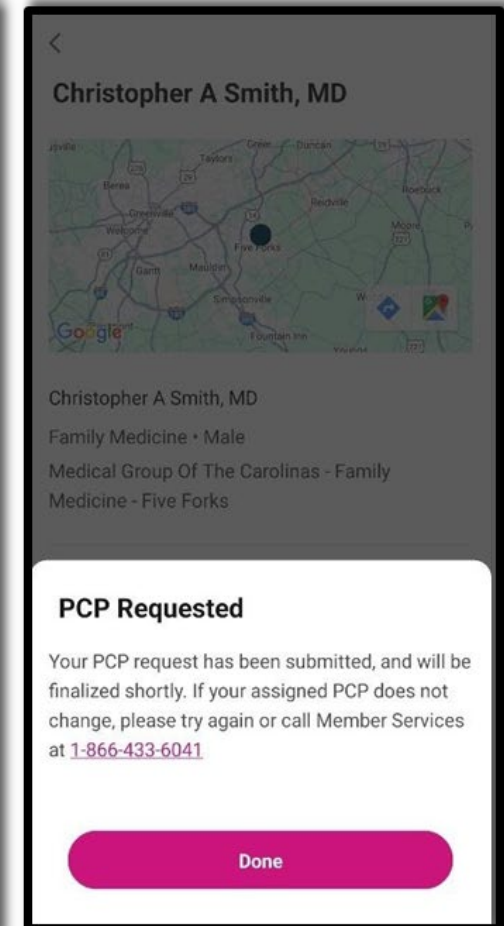 Christopher A Smith, MD
Greer
Duncan
Taylors
Berea
Reidville
Roebuck
Greenville
Welcome
Moore
Five Forks
Gantt
Mauldin
Simpsonville
Fountain Inn
Google
Christopher A Smith, MD
Family Medicine • Male
Medical Group Of The Carolinas - Family
Medicine - Five Forks
PCP Requested
Your PCP request has been submitted, and will be
finalized shortly. If your assigned PCP does not
change, please try again or call Member Services
at 1-866-433-6041
Done